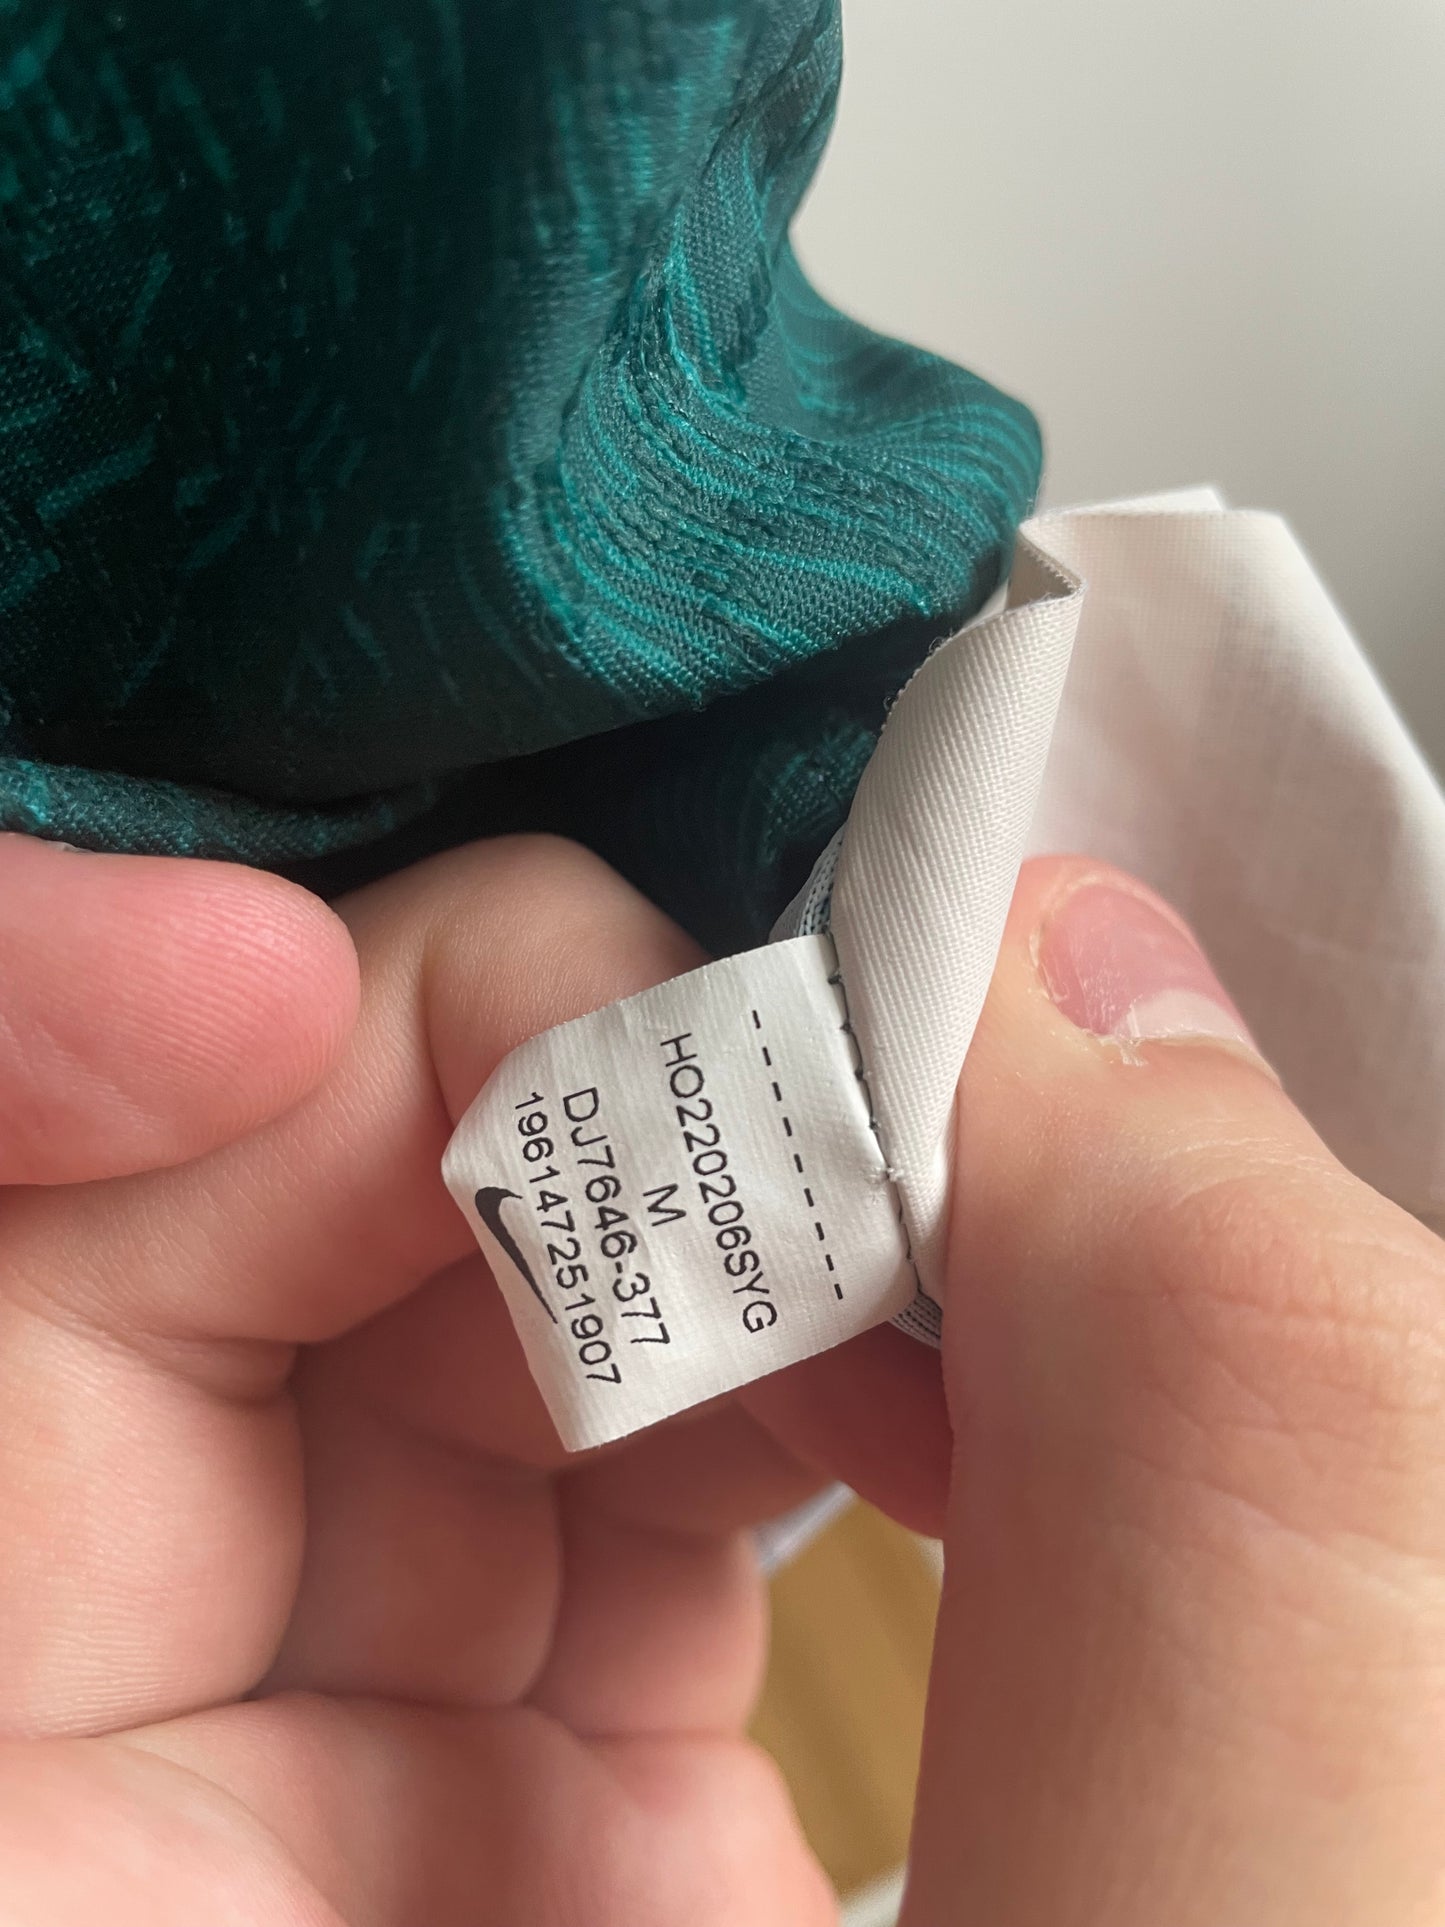 - - - - - - - -
HO220206SYG
M
DJ7646-377
196147251907